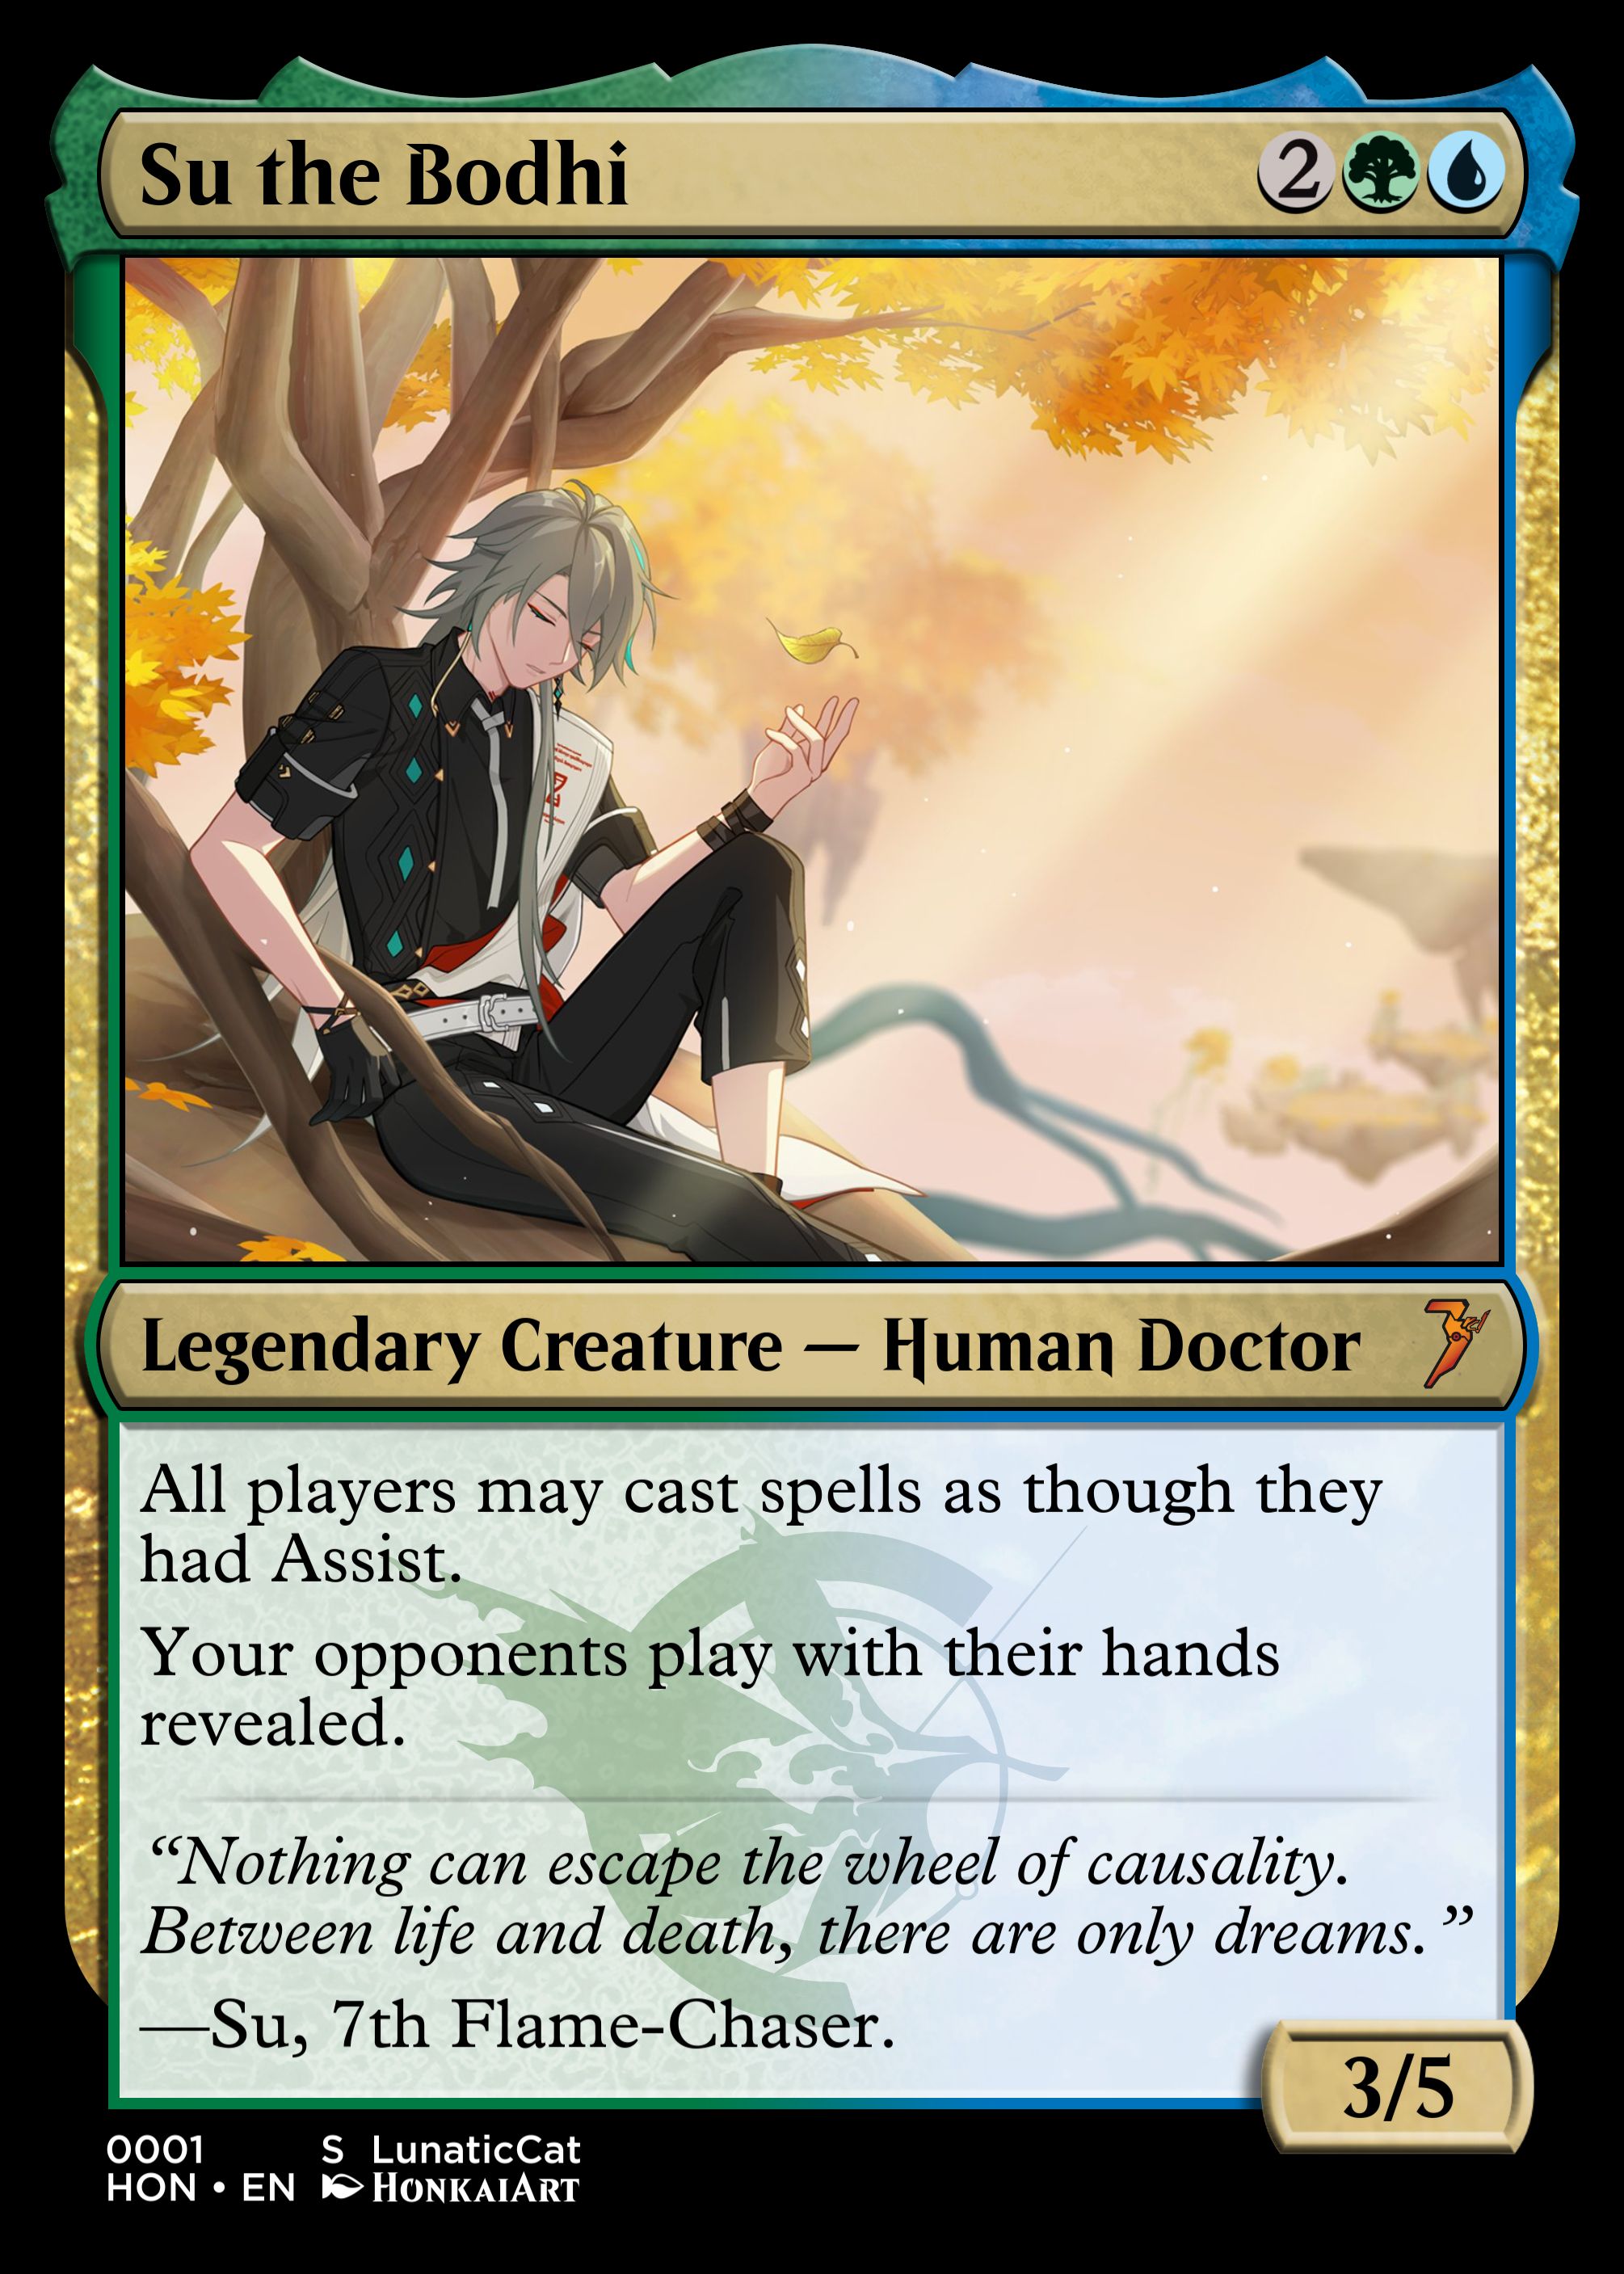 Su the Bodhi 2
Legendary Creature — Human Doctor
All players may cast spells as though they
had Assist.
Your opponents play with their hands
revealed.
“Nothing can escape the wheel of causality.
Between life and death, there are only dreams.”
—Su, 7th Flame-Chaser.
3/5
0001 S LunaticCat
HON • EN HonkaiArt